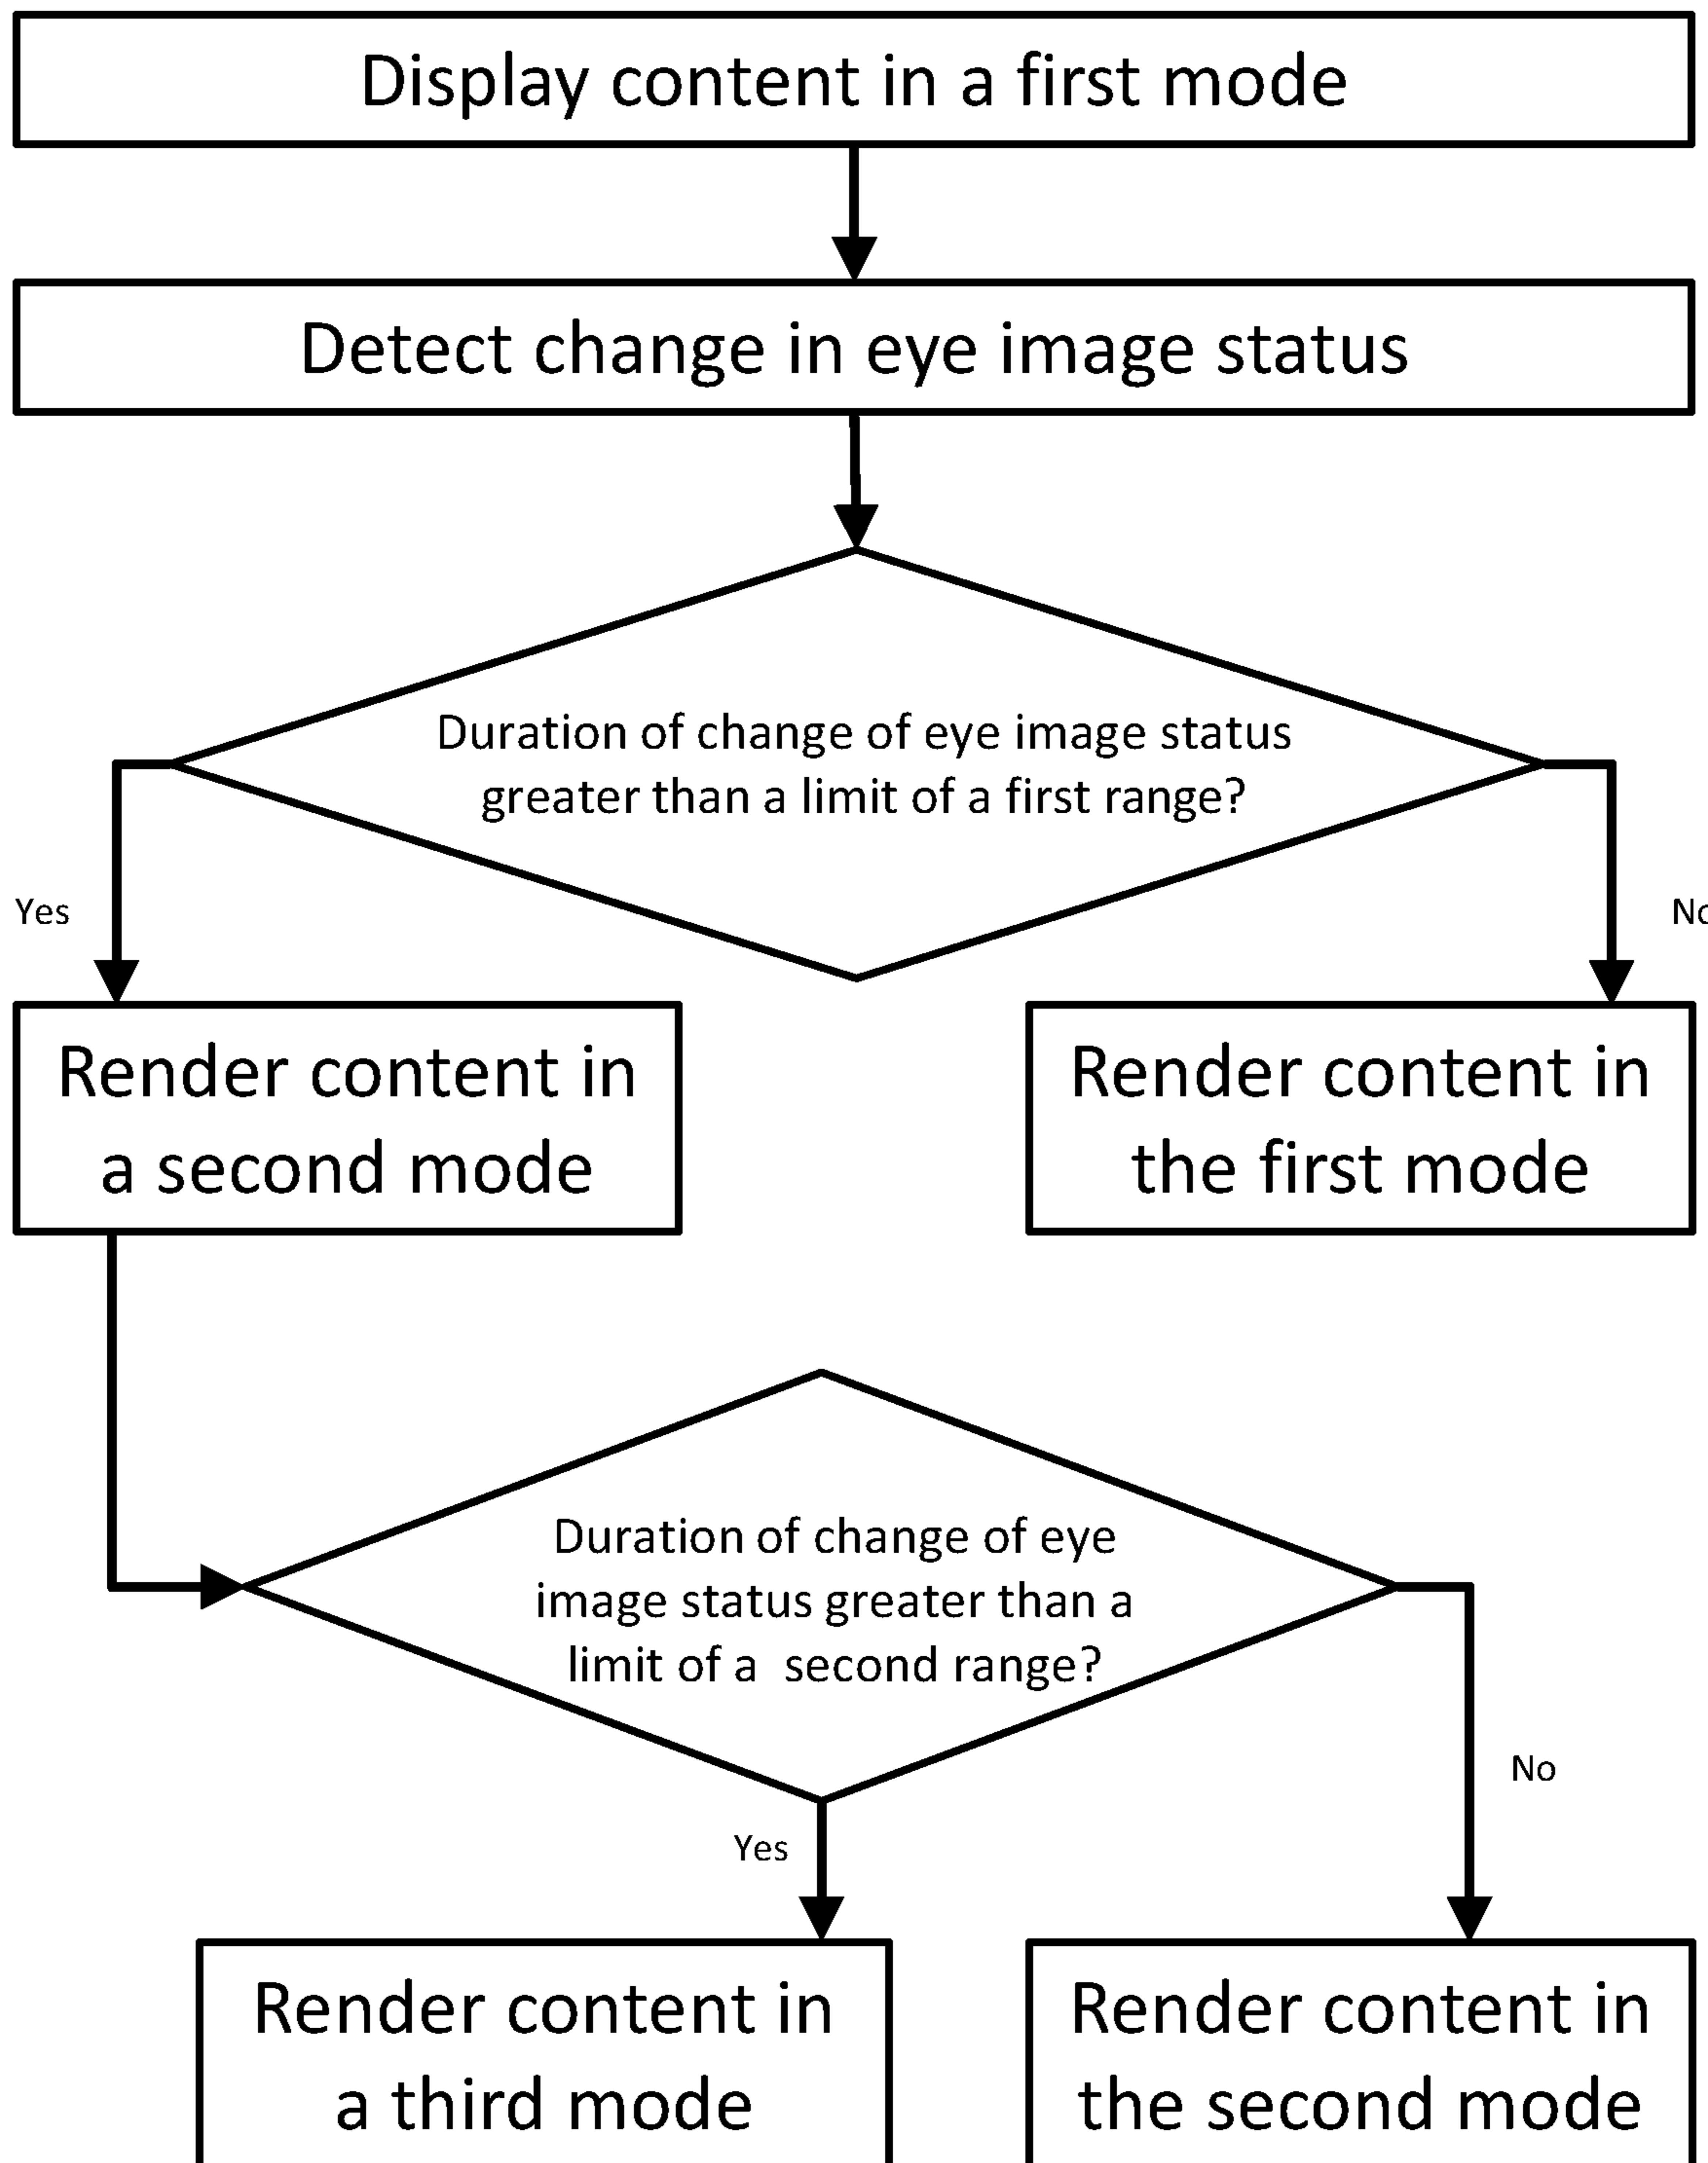 Display content in a first mode
Detect change in eye image status
Duration of change of eye image status
greater than a limit of a first range?
Yes
No
Render content in
a second mode
Render content in
the first mode
Duration of change of eye
image status greater than a
limit of a  second range?
No
Yes
Render content in
a third mode
Render content in
the second mode